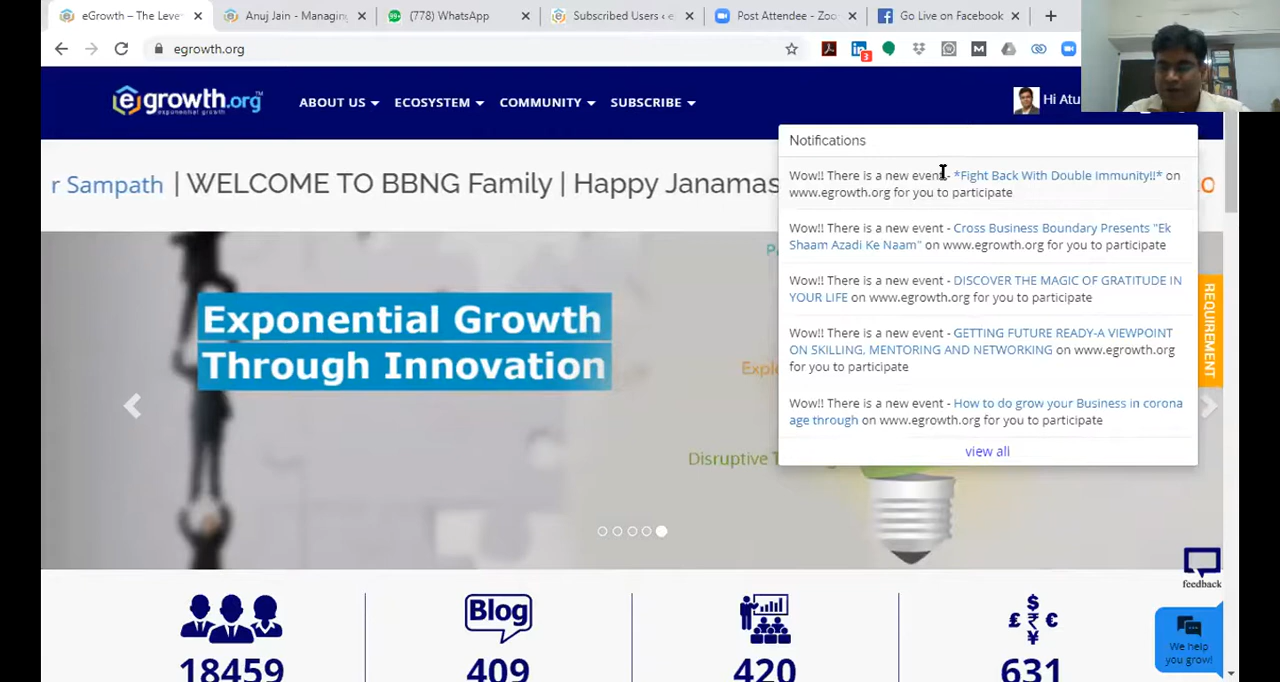 eGrowth – The Leve
Anuj Jain - Managing
99+
(778) WhatsApp
Subscribed Users ‹ e
Post Attendee - Zoo
Go Live on Facebook
egrowth.org
3
M
egrowth.org™
exponential growth
ABOUT US
ECOSYSTEM
COMMUNITY
SUBSCRIBE
Hi Atu
r Sampath | WELCOME TO BBNG Family | Happy Janamas
Notifications
Wow!! There is a new event - *Fight Back With Double Immunity!!* on
www.egrowth.org for you to participate
Wow!! There is a new event - Cross Business Boundary Presents "Ek
Shaam Azadi Ke Naam" on www.egrowth.org for you to participate
Wow!! There is a new event - DISCOVER THE MAGIC OF GRATITUDE IN
YOUR LIFE on www.egrowth.org for you to participate
Wow!! There is a new event - GETTING FUTURE READY-A VIEWPOINT
ON SKILLING, MENTORING AND NETWORKING on www.egrowth.org
for you to participate
Wow!! There is a new event - How to do grow your Business in corona
age through on www.egrowth.org for you to participate
view all
Exponential Growth
Through Innovation
Explo
Disruptive T
REQUIREMENT
feedback
We help
you grow!
Blog
$
£ ₹ €
¥
18459
409
420
631